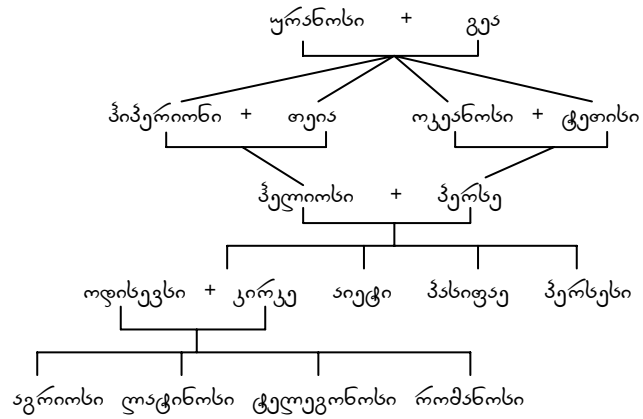 ურანოსი + გეა
ჰიპერიონი + თეია ოკეანოსი + ტეთისი
ჰელიოსი + პერსე
ოდისევსი + კირკე აიეტი პასიფაე პერსესი
აგრიოსი ლატინოსი ტელეგონოსი რომანოსი